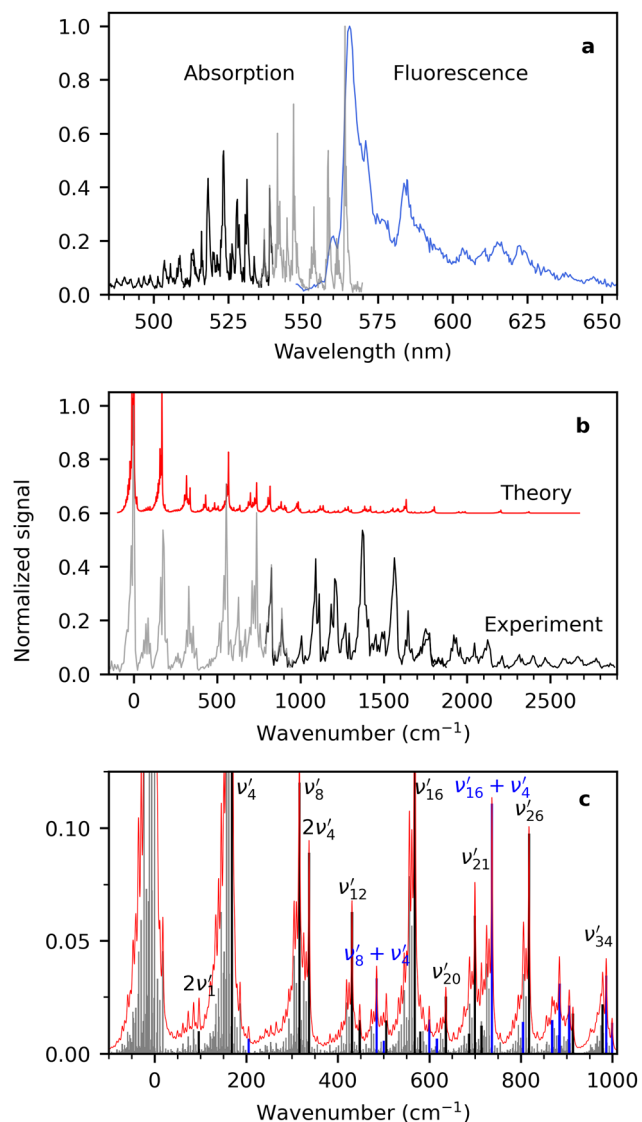 1.0
a
Absorption Fluorescence
0.8
0.6
0.4
0.2
0.0
500 525 550 575 600 625 650
Wavelength (nm)
1.0
b
0.8
0.6
Theory
0.4
0.2
Experiment
0.0
Normalized signal
0 500 1000 1500 2000 2500
Wavenumber (cm⁻¹)
ν′₄ ν′₈ ν′₁₆ ν′₁₆ + ν′₄ c
0.10
2ν′₄ ν′₂₆
ν′₁₂ ν′₂₁
0.05
ν′₈ + ν′₄
2ν′₁ ν′₂₀ ν′₃₄
0.00
0 200 400 600 800 1000
Wavenumber (cm⁻¹)